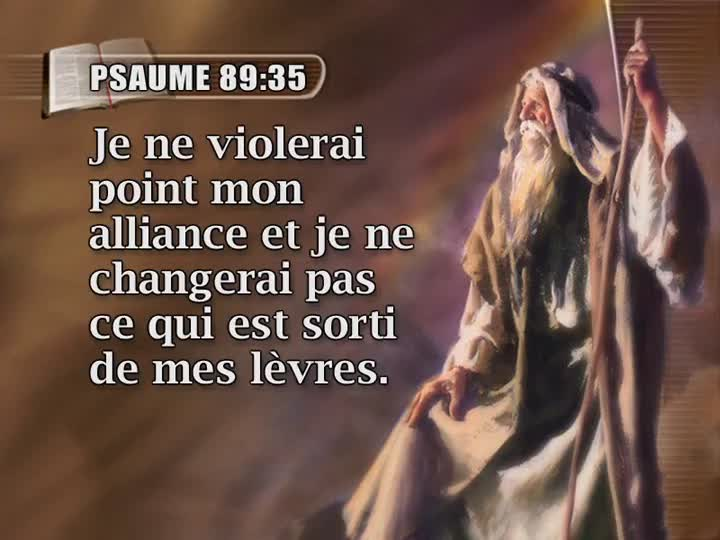 PSAUME 89:35
Je ne violerai
point mon
alliance et je ne
changerai pas
ce qui est sorti
de mes lèvres.